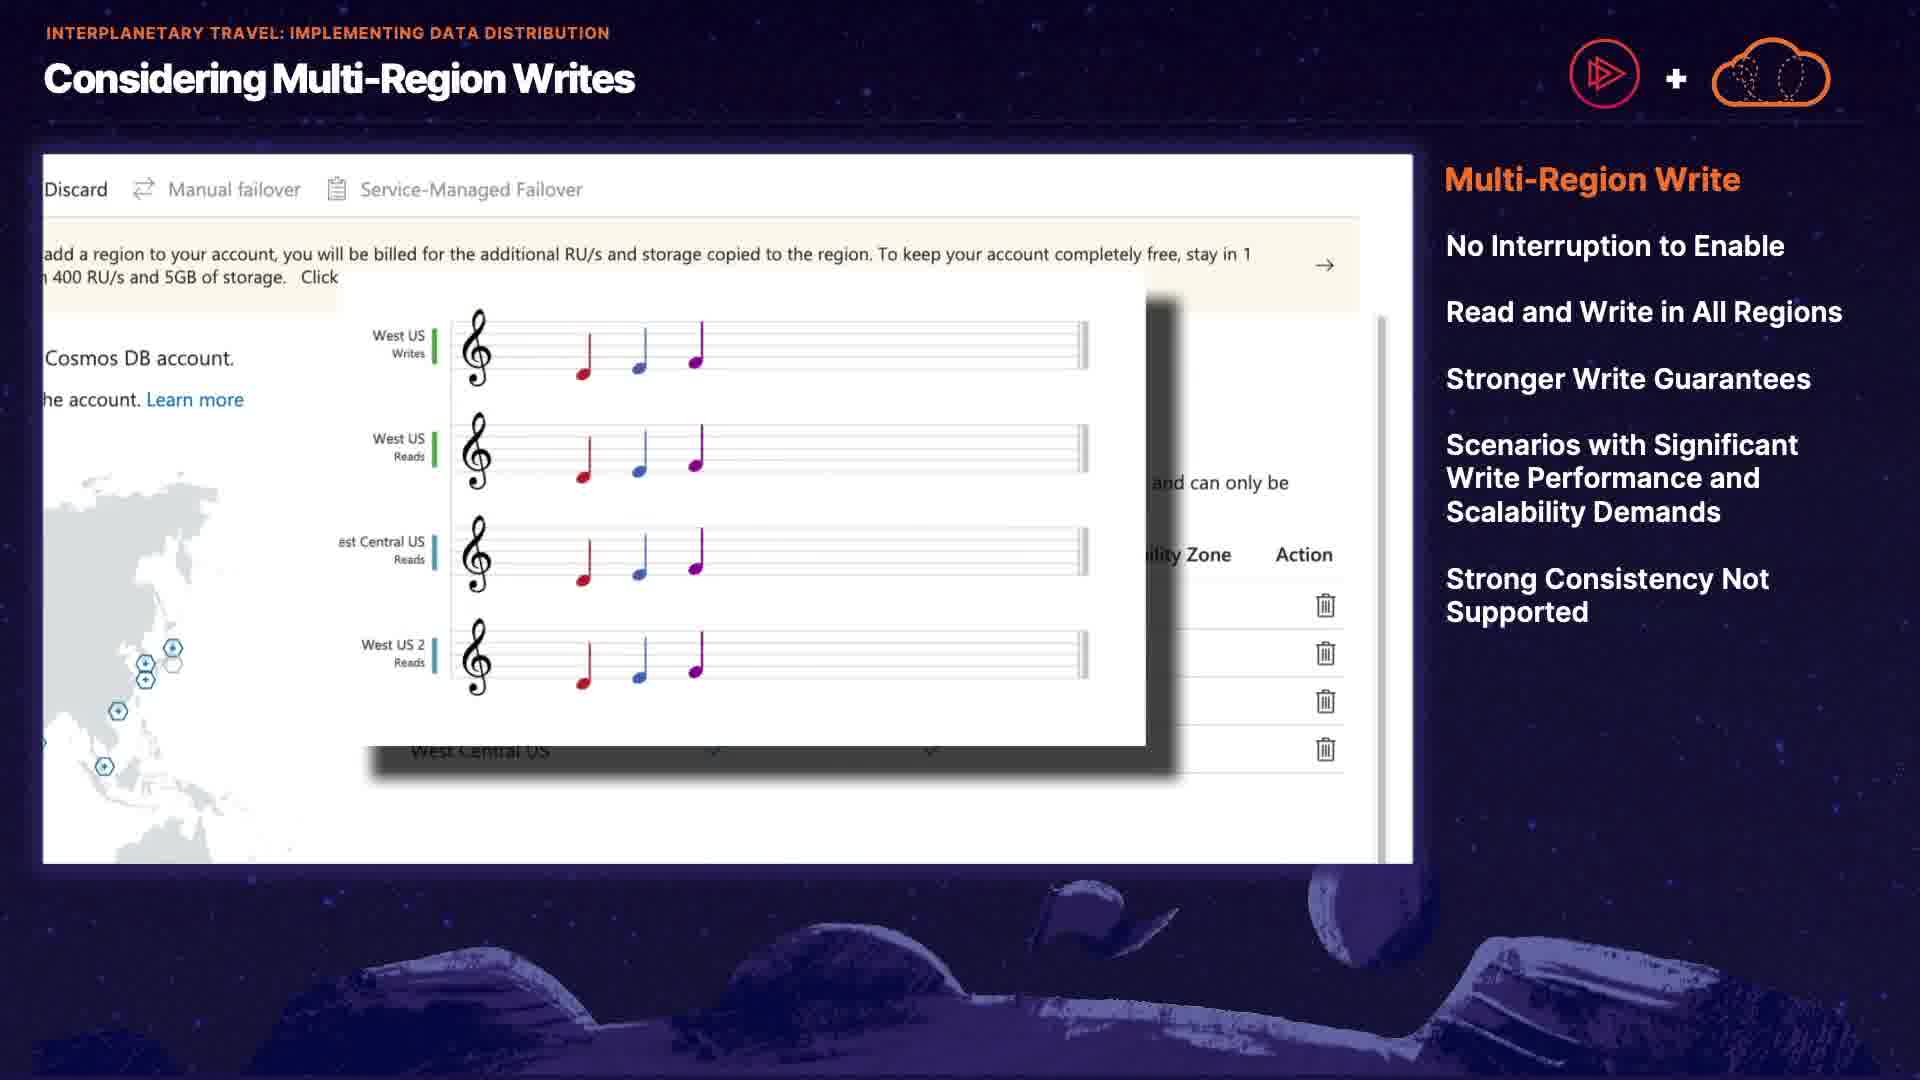 INTERPLANETARY TRAVEL: IMPLEMENTING DATA DISTRIBUTION
Considering Multi-Region Writes
Discard Manual failover Service-Managed Failover
add a region to your account, you will be billed for the additional RU/s and storage copied to the region. To keep your account completely free, stay in 1
400 RU/s and 5GB of storage. Click
Cosmos DB account.
he account. Learn more
West US
Writes
West US
Reads
est Central US
Reads
West US 2
Reads
and can only be
ility Zone Action
West Central US
Multi-Region Write
No Interruption to Enable
Read and Write in All Regions
Stronger Write Guarantees
Scenarios with Significant
Write Performance and
Scalability Demands
Strong Consistency Not
Supported